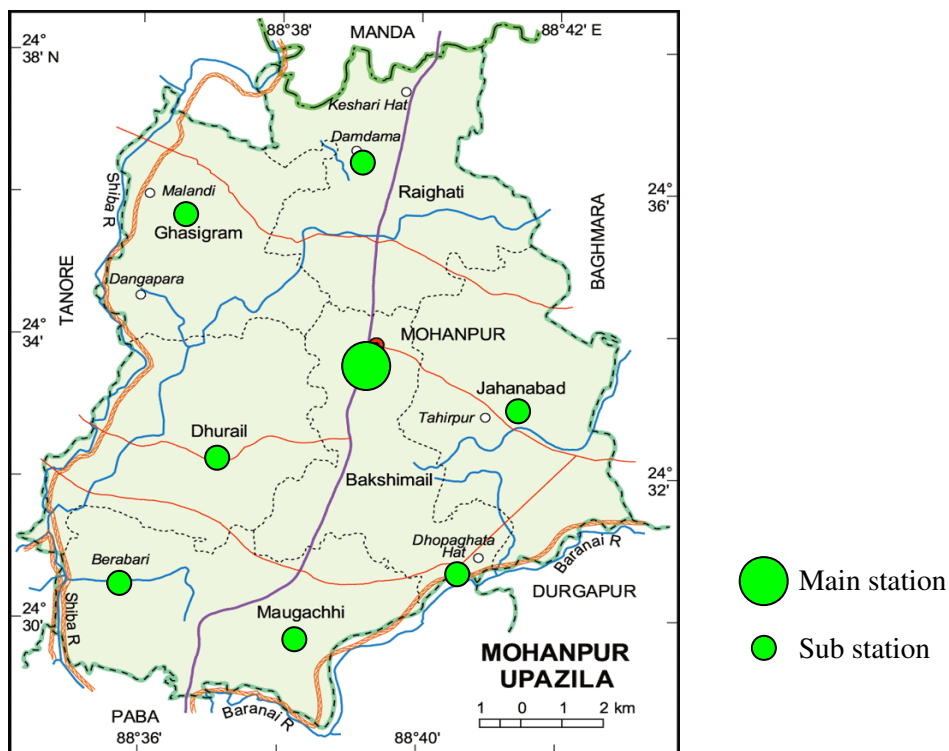 88°38'
MANDA
88°42' E
24°
38' N
Keshari Hat
Damdama
24°
36'
Shiba R
Malandi
Raighati
Ghasigram
BAGHMARA
TANORE
Dangapara
24°
34'
MOHANPUR
Jahanabad
Tahirpur
Dhurail
24°
32'
Bakshimail
Dhopaghata
Hat
Baranai R
Berabari
DURGAPUR
Main station
Shiba R
24°
30'
Maugachhi
Sub station
MOHANPUR
UPAZILA
PABA
Baranai R
1 0 1 2 km
88°36'
88°40'